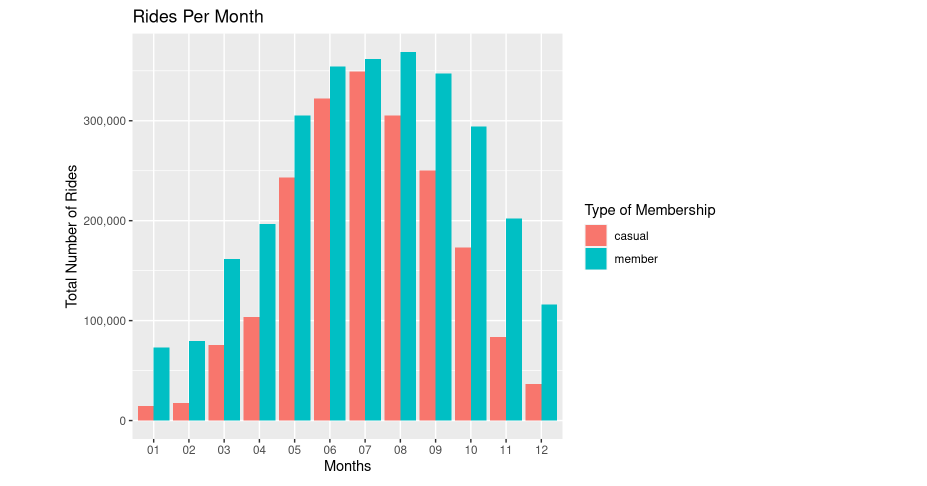 Rides Per Month
Total Number of Rides
300,000
200,000
100,000
0
01 02 03 04 05 06 07 08 09 10 11 12
Months
Type of Membership
casual
member